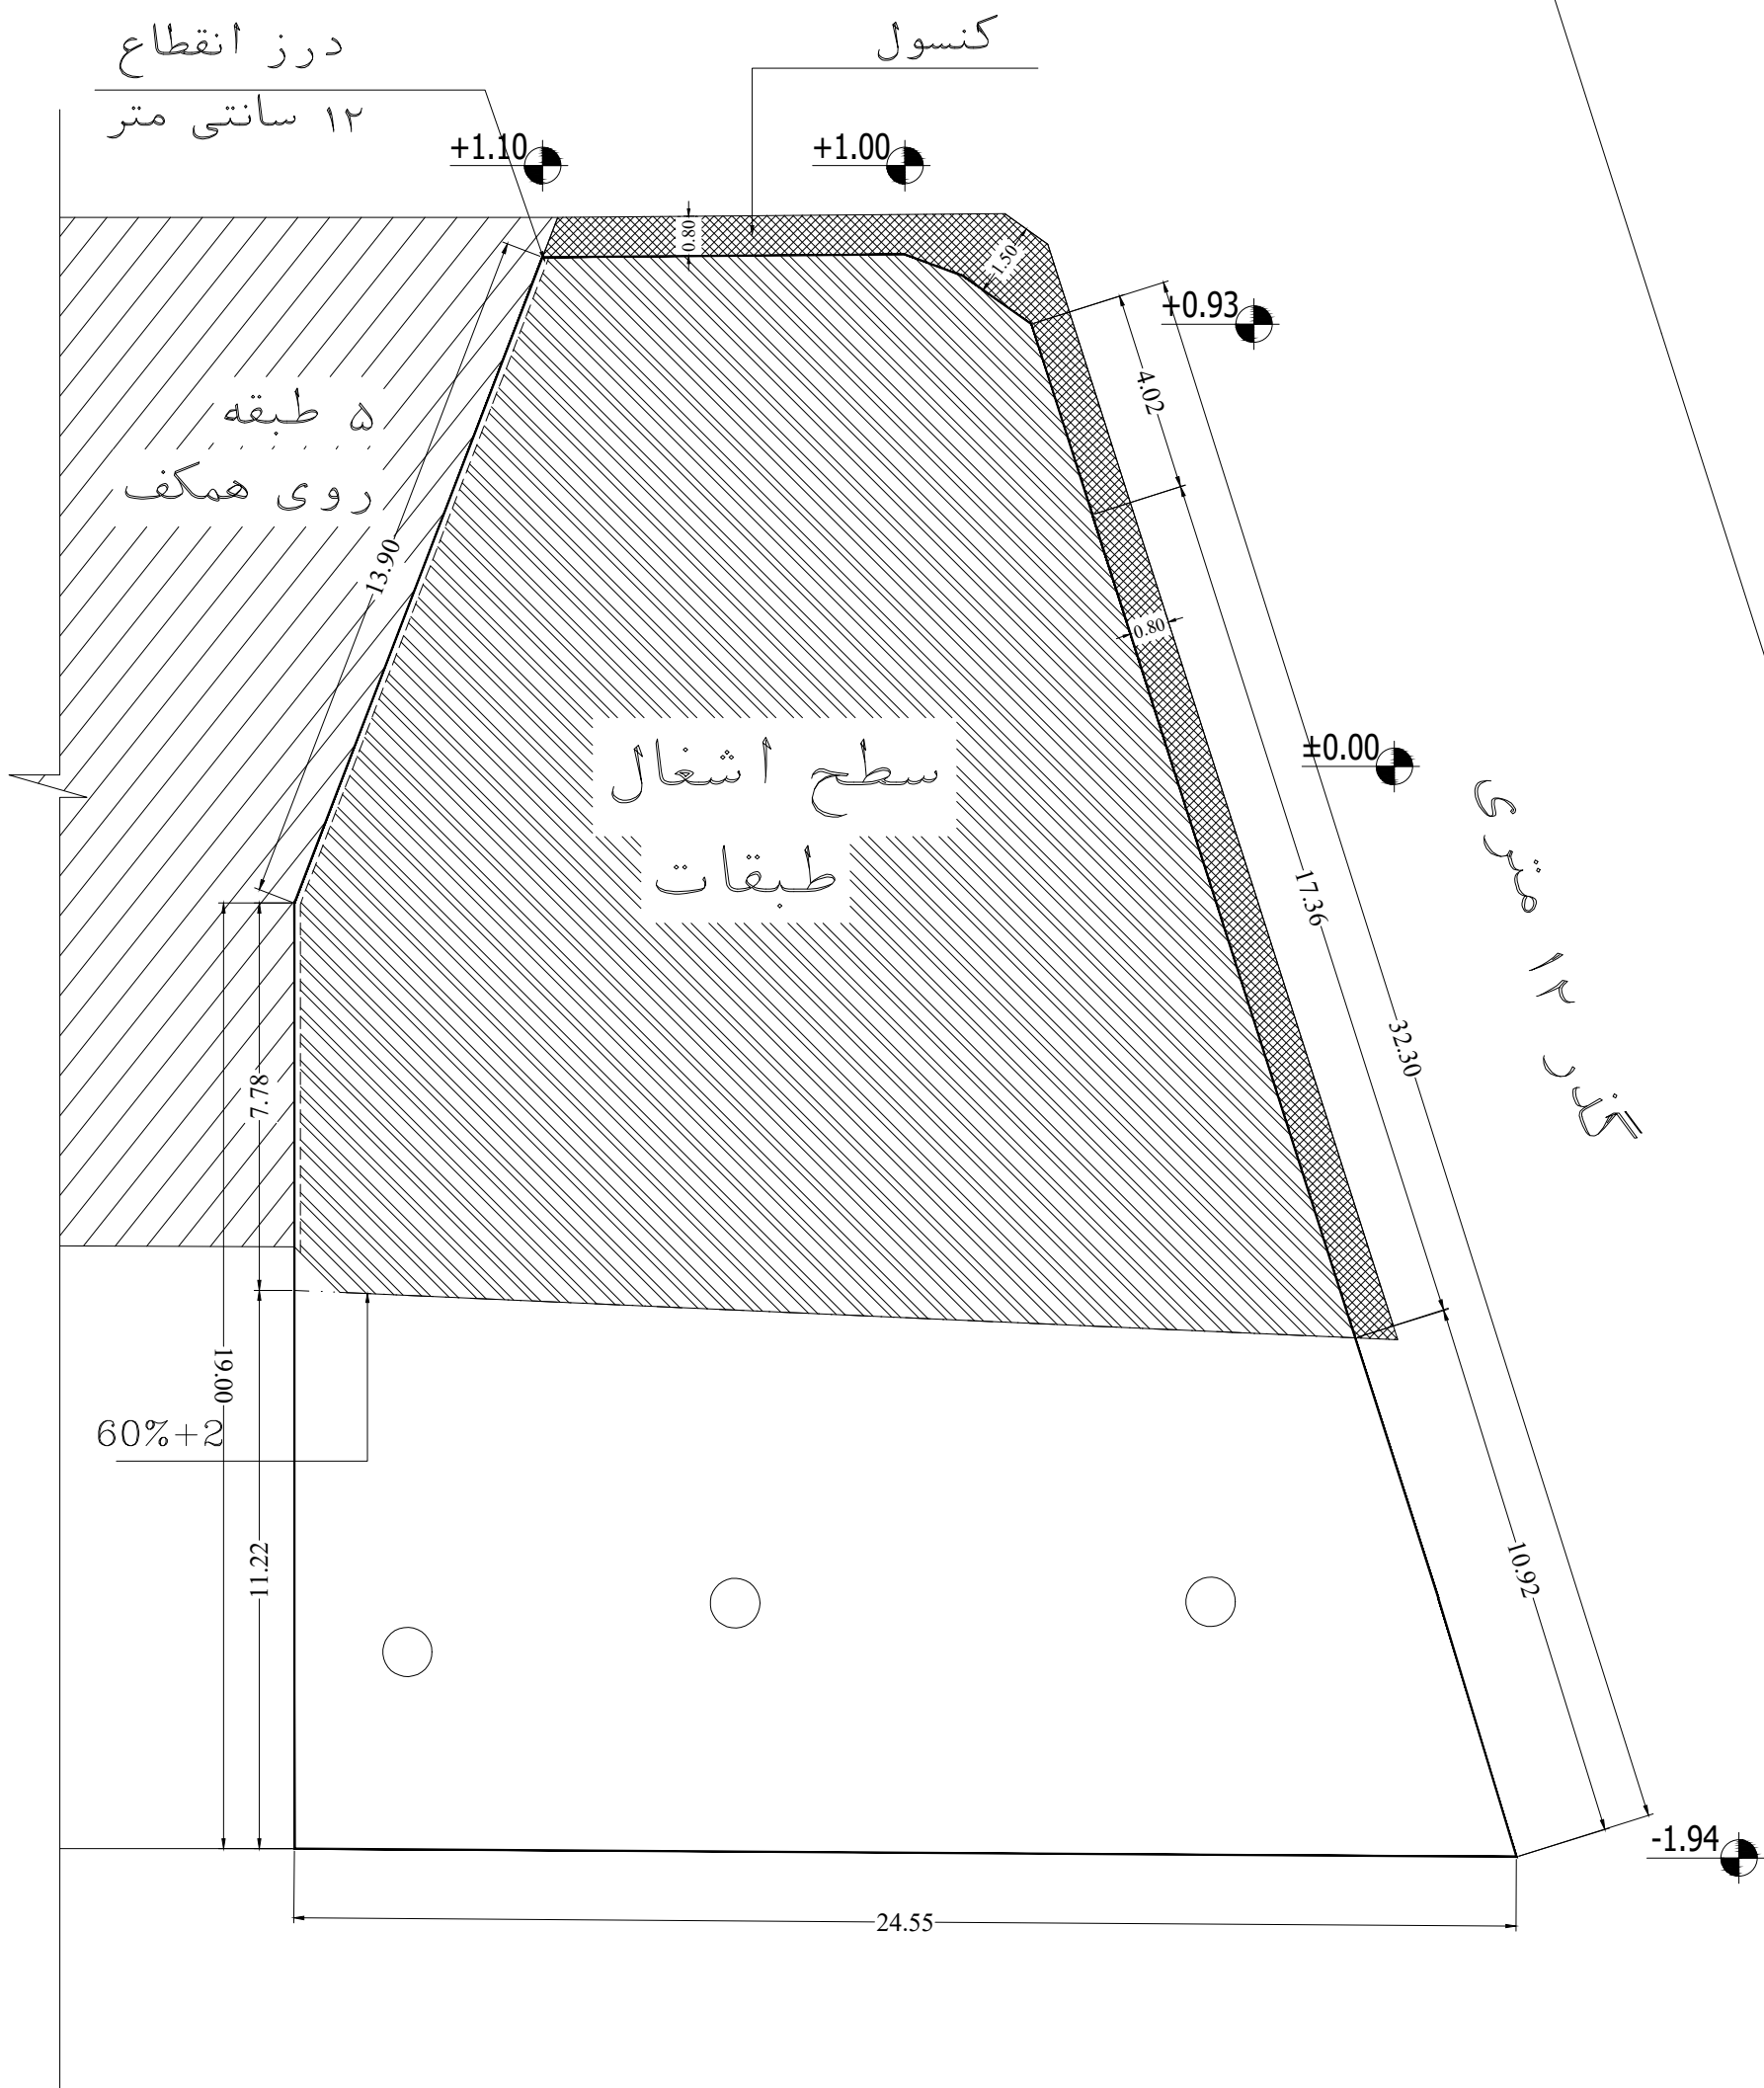 درز انقطاع
۱۲ سانتی متر
کنسول
+1.10
+1.00
0.80
1.50
+0.93
4.02
۵ طبقه
روی همکف
13.90
0.80
سطح اشغال
طبقات
±0.00
گذر ۱۲ متری
17.36
32.30
7.78
19.00
60%+2
11.22
10.92
-1.94
24.55